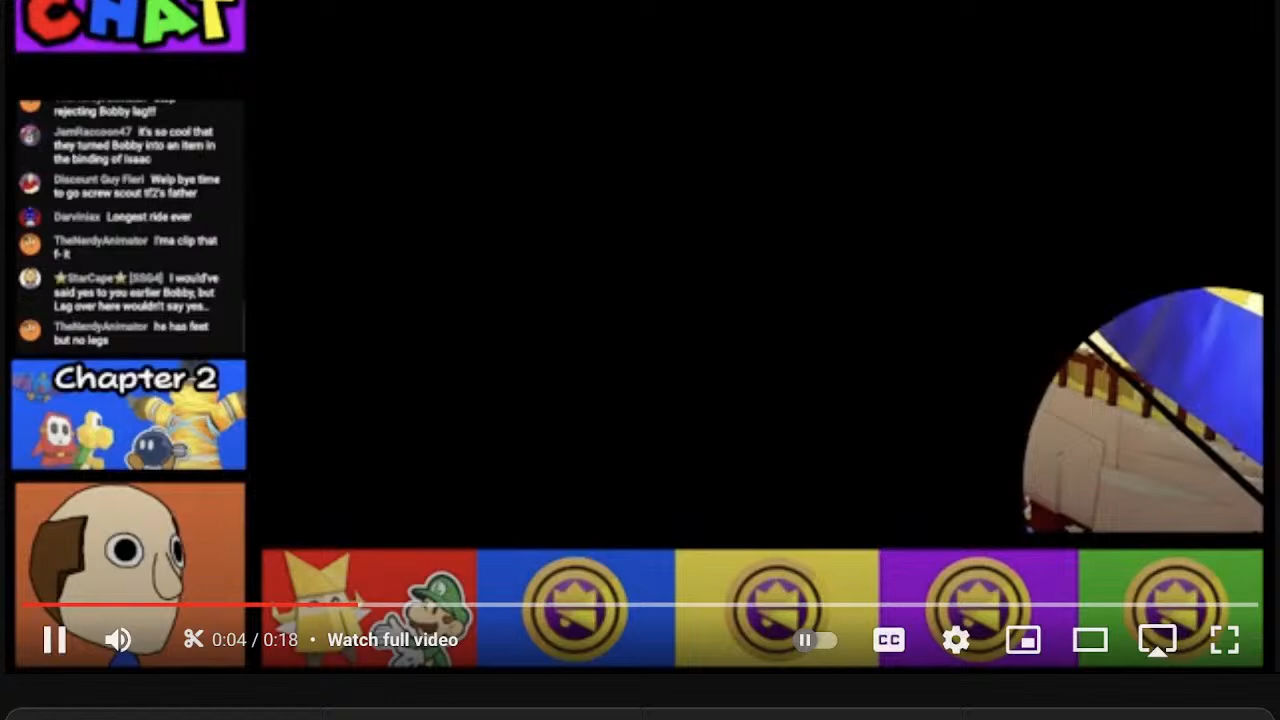 CHAT
rejecting Bobby lag!!!
JamRaccoon47 it's so cool that
they turned Bobby into an item in
the binding of Isaac
Discount Guy Fieri Welp bye time
to go screw scout tf2's father
Darviniax Longest ride ever
TheNerdyAnimator I'ma clip that
f- it
⭐StarCape⭐ [SSG4] I would've
said yes to you earlier Bobby, but
Lag over here wouldn't say yes...
TheNerdyAnimator he has feet
but no legs
Chapter 2
0:04 / 0:18 • Watch full video
CC